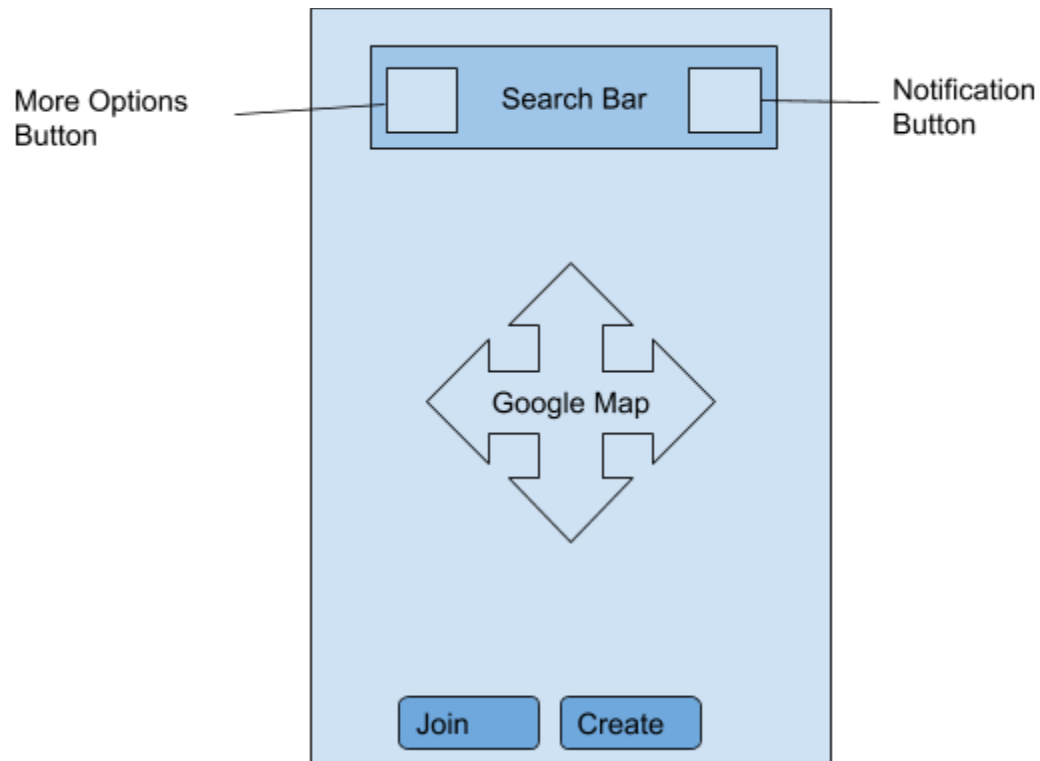 More Options
Button
Search Bar
Notification
Button
Google Map
Join
Create